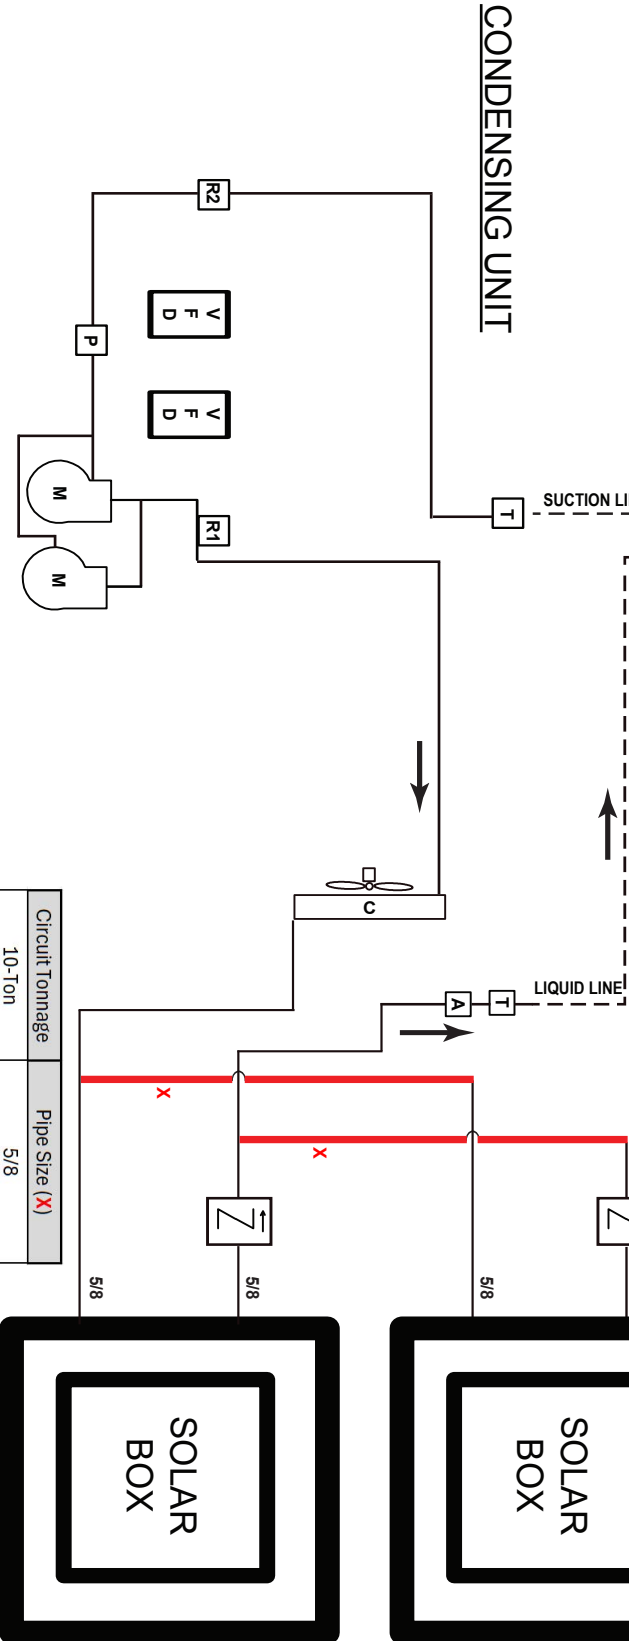 CONDENSING UNIT
R2
V F D
V F D
P
M
M
R1
T
SUCTION LI
C
LIQUID LINE
T
A
X
X
Circuit Tonnage
Pipe Size (X)
10-Ton
5/8
5/8
5/8
5/8
SOLAR
BOX
SOLAR
BOX